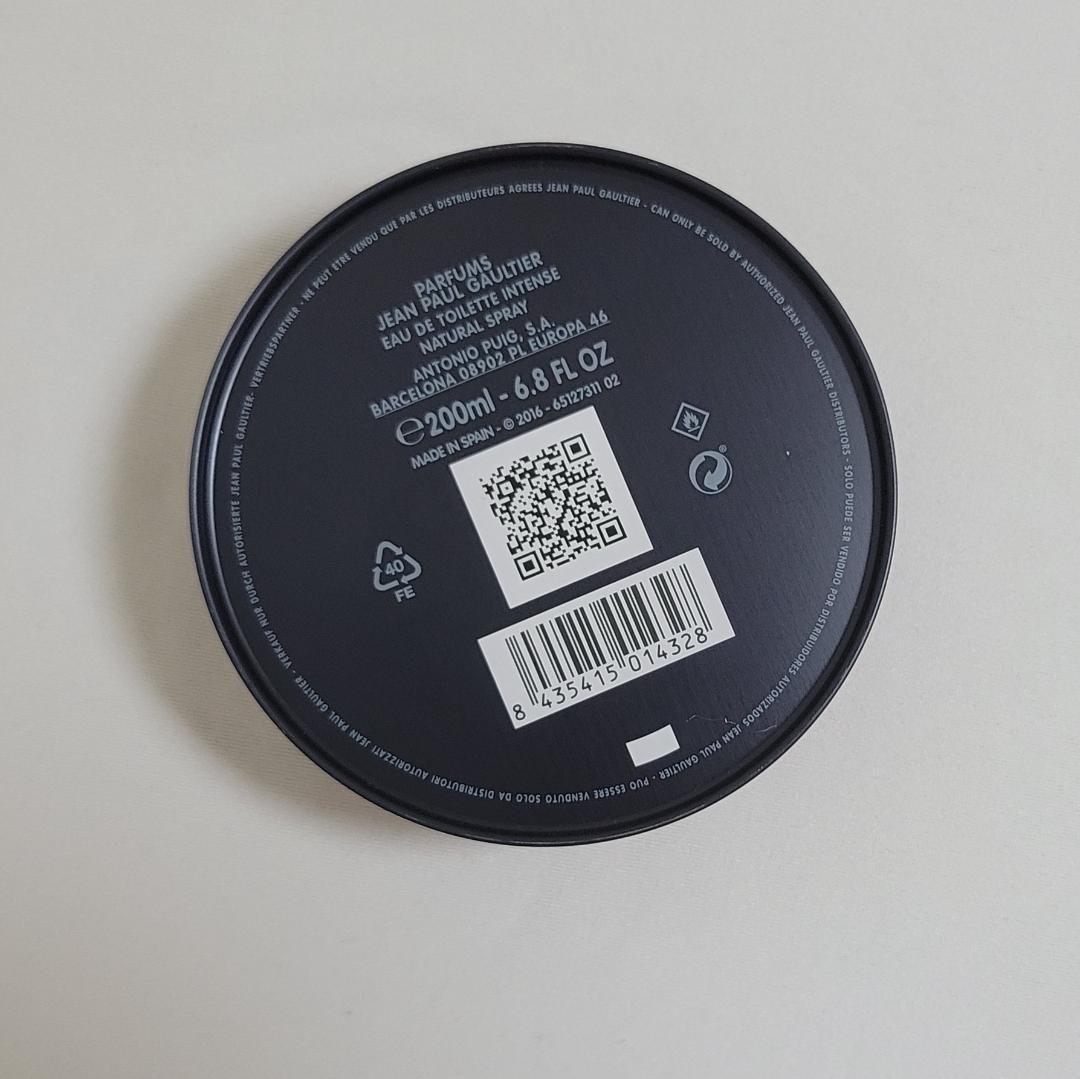 NE PEUT ETRE VENDU QUE PAR LES DISTRIBUTEURS AGREES JEAN PAUL GAULTIER - CAN ONLY BE SOLD BY AUTHORIZED JEAN PAUL GAULTIER DISTRIBUTORS - SOLO PUEDE SER VENDIDO POR DISTRIBUIDORES AUTORIZADOS JEAN PAUL GAULTIER - PUO ESSERE VENDUTO SOLO DA DISTRIBUTORI AUTORIZZATI JEAN PAUL GAULTIER - VERKAUF NUR DURCH AUTORISIERTE JEAN PAUL GAULTIER- VERTRIEBSPARTNER -
PARFUMS
JEAN PAUL GAULTIER
EAU DE TOILETTE INTENSE
NATURAL SPRAY
ANTONIO PUIG, S.A.
BARCELONA 08902 PL EUROPA 46
℮200ml - 6.8 FL OZ
MADE IN SPAIN - © 2016 - 65127311 02
®
40
FE
8 435415 014328